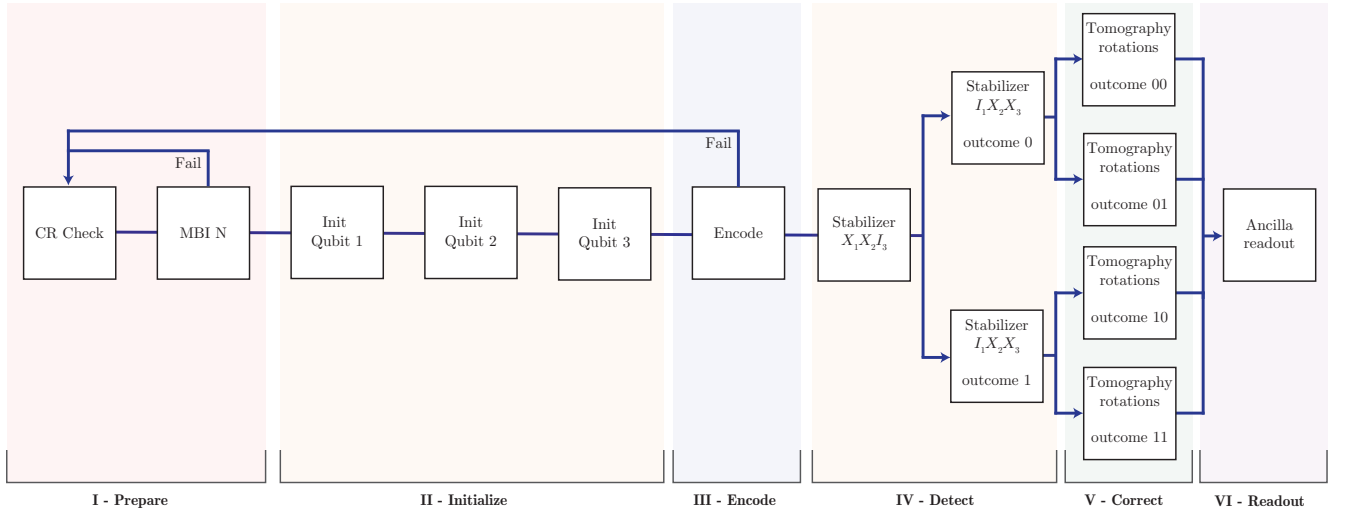 Fail
CR Check
MBI N
Init
Qubit 1
Init
Qubit 2
Init
Qubit 3
Fail
Encode
Stabilizer
X₁X₂I₃
Stabilizer
I₁X₂X₃
outcome 0
Stabilizer
I₁X₂X₃
outcome 1
Tomography
rotations
outcome 00
Tomography
rotations
outcome 01
Tomography
rotations
outcome 10
Tomography
rotations
outcome 11
Ancilla
readout
I - Prepare
II - Initialize
III - Encode
IV - Detect
V - Correct
VI - Readout